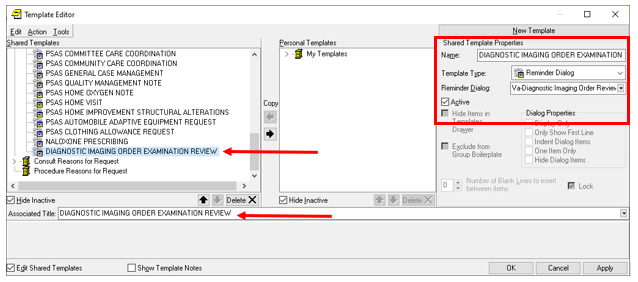 Template Editor
Edit Action Tools
New Template
Shared Templates
PSAS COMMITTEE CARE COORDINATION
PSAS COMMUNITY CARE COORDINATION
PSAS GENERAL CASE MANAGEMENT
PSAS QUALITY MANAGEMENT NOTE
PSAS HOME OXYGEN NOTE
PSAS HOME VISIT
PSAS HOME IMPROVEMENT STRUCTURAL ALTERATIONS
PSAS AUTOMOBILE ADAPTIVE EQUIPMENT REQUEST
PSAS CLOTHING ALLOWANCE REQUEST
NALOXONE PRESCRIBING
DIAGNOSTIC IMAGING ORDER EXAMINATION REVIEW
Consult Reasons for Request
Procedure Reasons for Request
Hide Inactive
Delete
Copy
Personal Templates
My Templates
Hide Inactive
Delete
Shared Template Properties
Name: DIAGNOSTIC IMAGING ORDER EXAMINATION
Template Type: Reminder Dialog
Reminder Dialog: Va-Diagnostic Imaging Order Review
Active
Hide Items in
Templates
Drawer
Exclude from
Group Boilerplate
Dialog Properties
Display Only
Only Show First Line
Indent Dialog Items
One Item Only
Hide Dialog Items
0 Number of Blank Lines to insert
between items
Lock
Associated Title: DIAGNOSTIC IMAGING ORDER EXAMINATION REVIEW
Edit Shared Templates
Show Template Notes
OK Cancel Apply